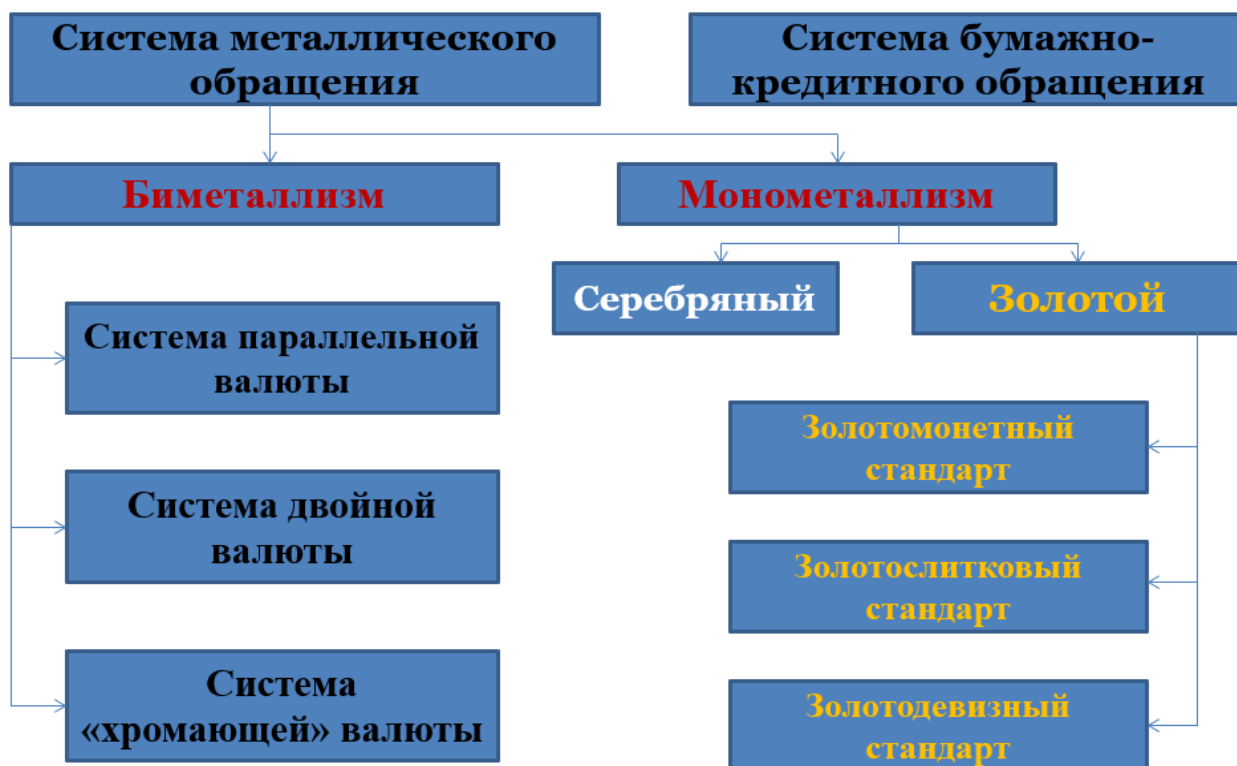 Система металлического
обращения
Система бумажно-
кредитного обращения
Биметаллизм
Монометаллизм
Серебряный
Золотой
Система параллельной
валюты
Система двойной
валюты
Система
«хромающей» валюты
Золотомонетный
стандарт
Золотослитковый
стандарт
Золотодевизный
стандарт